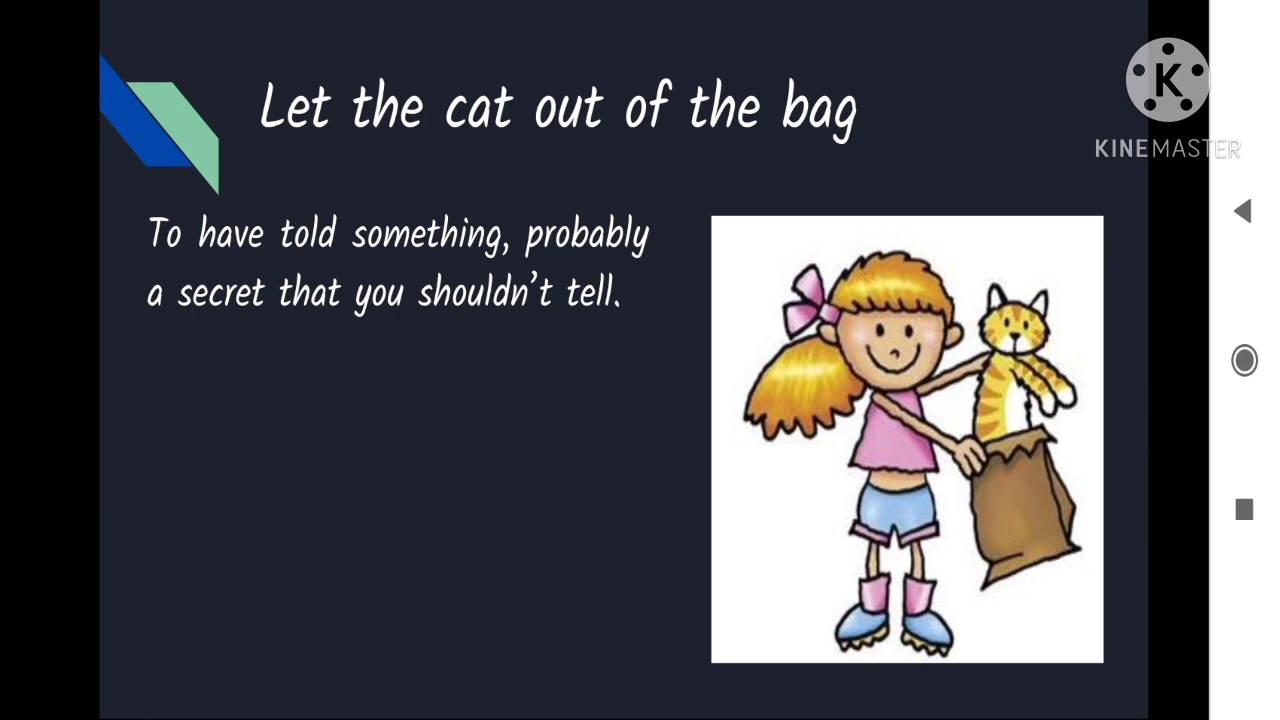 Let the cat out of the bag
K
KINEMASTER
To have told something, probably
a secret that you shouldn't tell.